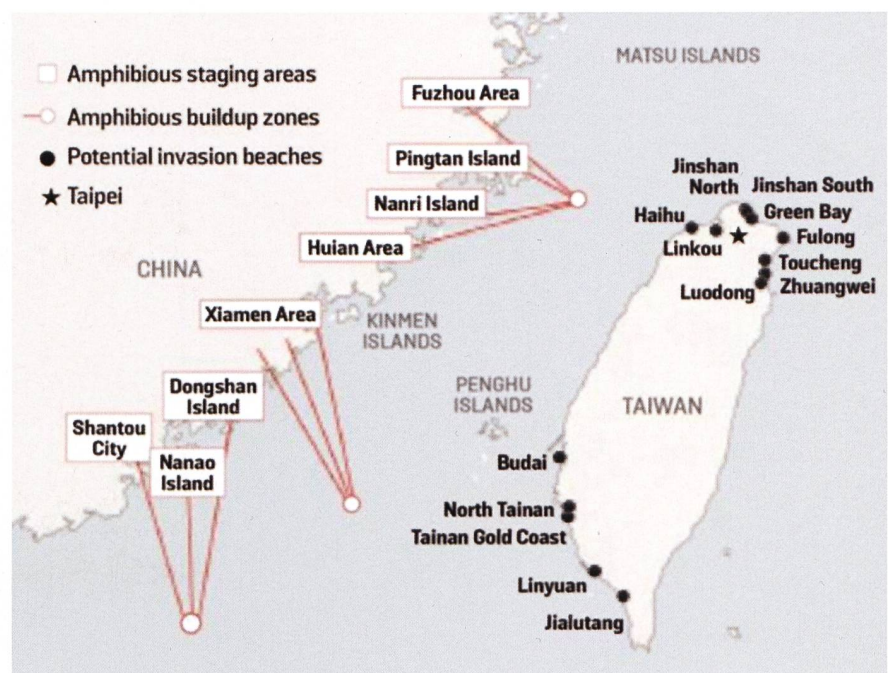 Amphibious staging areas
Amphibious buildup zones
Potential invasion beaches
Taipei
MATSU ISLANDS
Fuzhou Area
Pingtan Island
Nanri Island
Huian Area
CHINA
Xiamen Area
KINMEN
ISLANDS
Dongshan
Island
Shantou
City
Nanao
Island
PENGHU
ISLANDS
TAIWAN
Jinshan
North
Jinshan South
Green Bay
Haihu
Linkou
Fulong
Toucheng
Zhuangwei
Luodong
Budai
North Tainan
Tainan Gold Coast
Linyuan
Jialutang